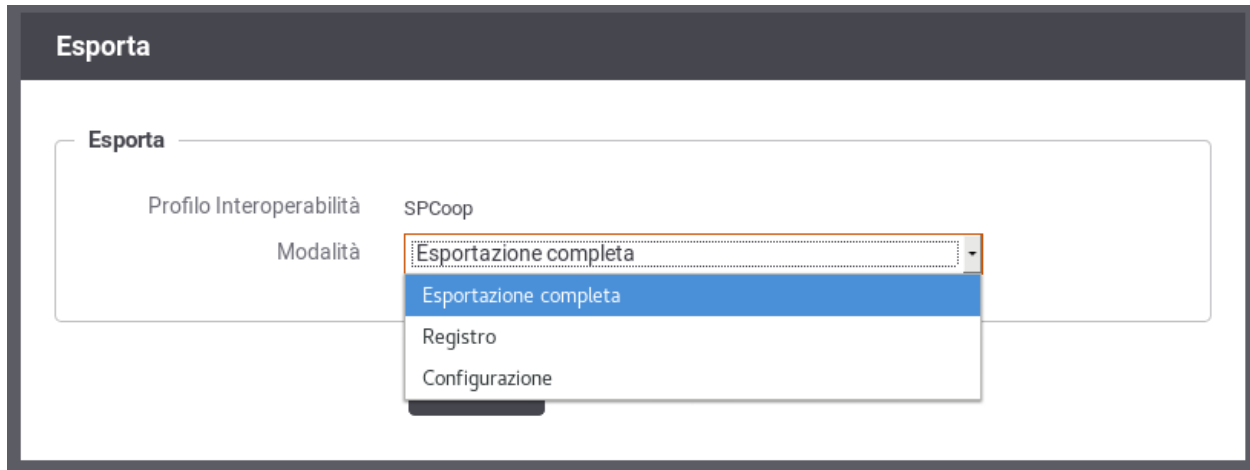 Esporta
Esporta
Profilo Interoperabilità SPCoop
Modalità Esportazione completa
Esportazione completa
Registro
Configurazione